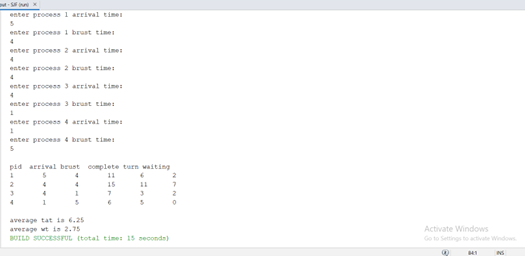 out - SJF (run) ×
enter process 1 arrival time:
5
enter process 1 brust time:
4
enter process 2 arrival time:
4
enter process 2 brust time:
4
enter process 3 arrival time:
4
enter process 3 brust time:
1
enter process 4 arrival time:
1
enter process 4 brust time:
5
pid arrival brust complete turn waiting
1 5 4 11 6 2
2 4 4 15 11 7
3 4 1 7 3 2
4 1 5 6 5 0
average tat is 6.25
average wt is 2.75
BUILD SUCCESSFUL (total time: 15 seconds)
Activate Windows
Go to Settings to activate Windows.
84:1 INS